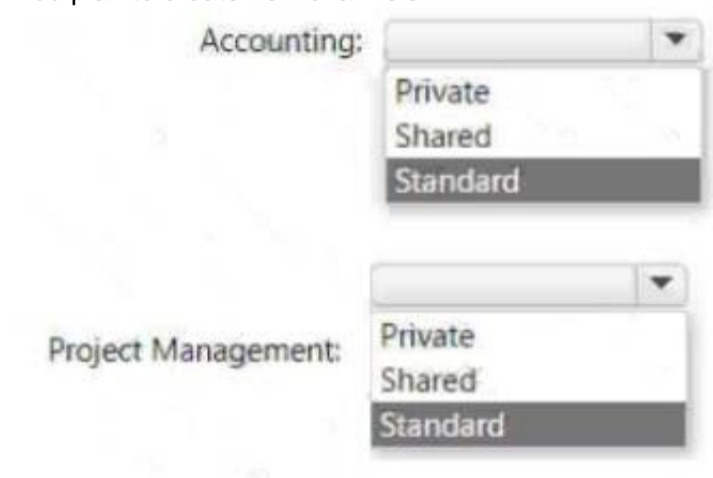 Accounting:
Private
Shared
Standard
Project Management:
Private
Shared
Standard